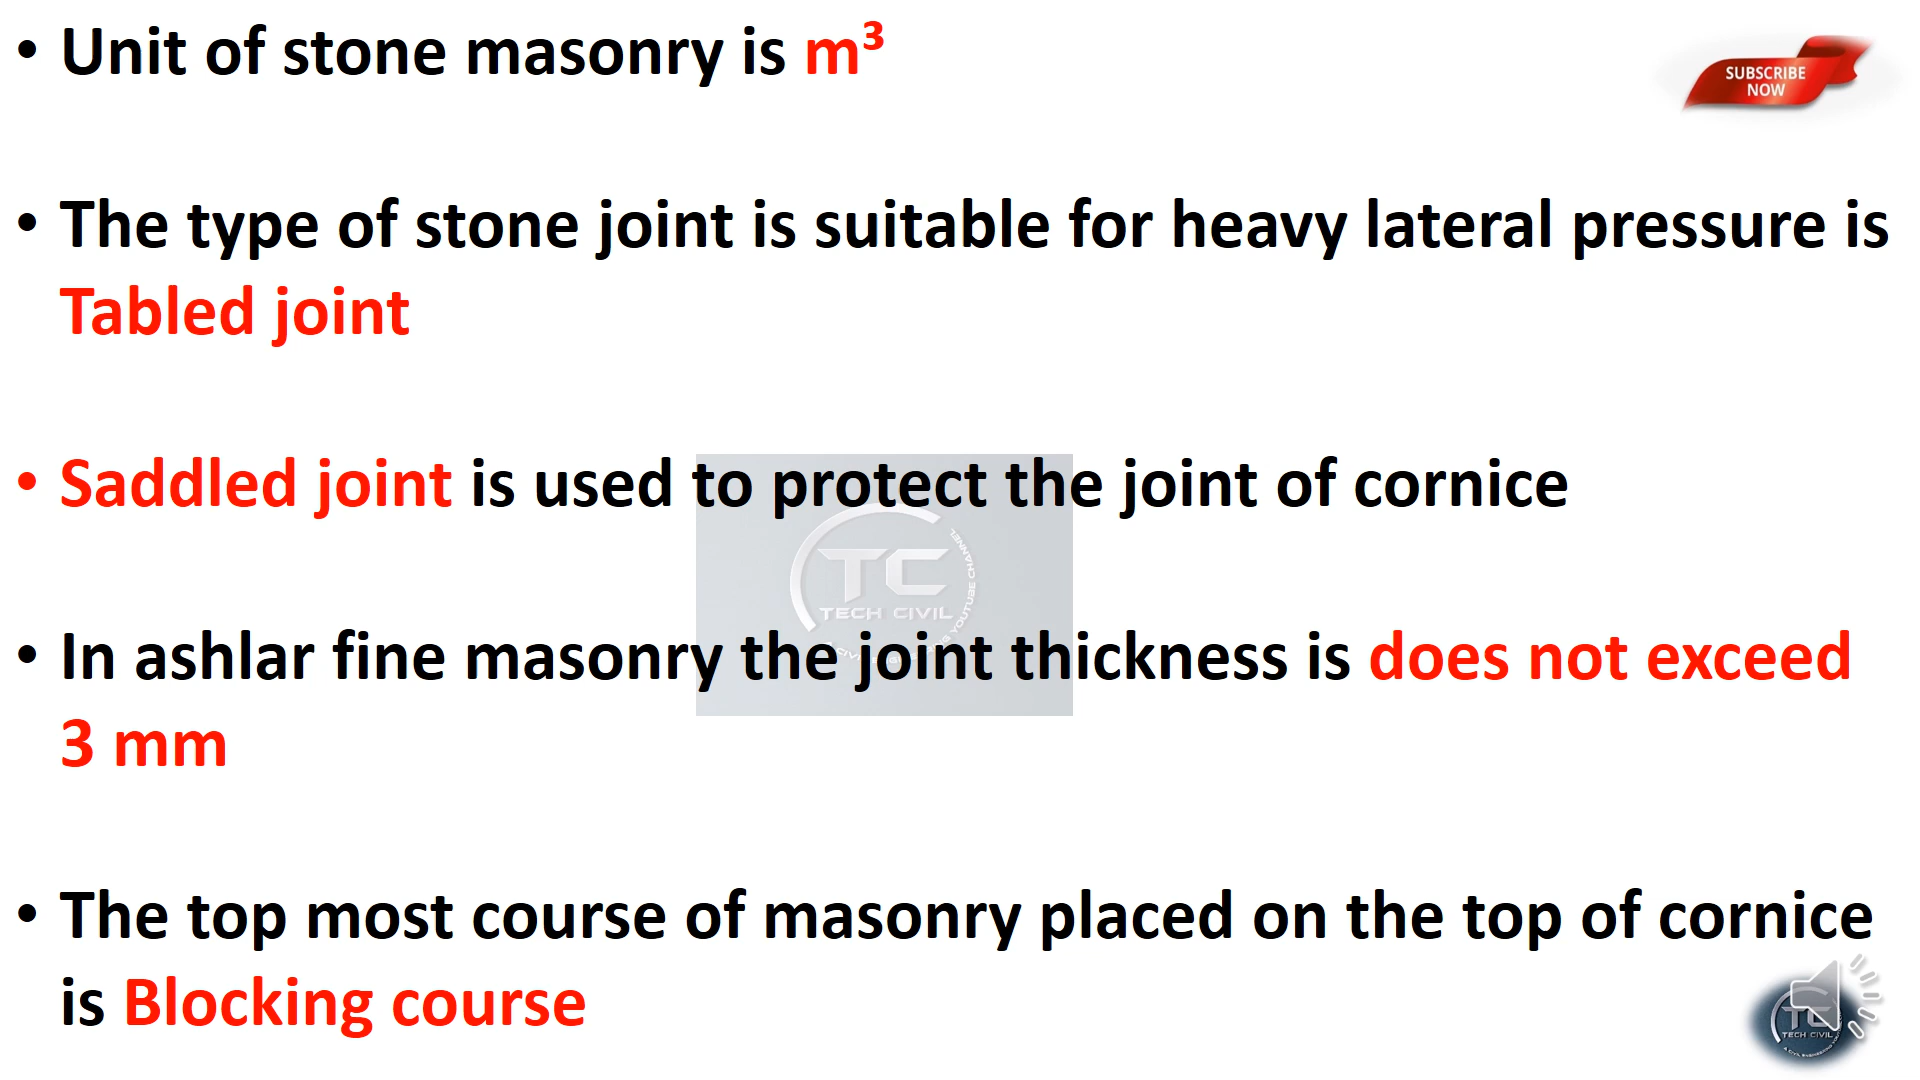 • Unit of stone masonry is m³
SUBSCRIBE
NOW
• The type of stone joint is suitable for heavy lateral pressure is
Tabled joint
• Saddled joint is used to protect the joint of cornice
TC
TECH CIVIL
YOUTUBE CHANNEL
• In ashlar fine masonry the joint thickness is does not exceed
3 mm
• The top most course of masonry placed on the top of cornice
is Blocking course
TC
TECH CIVIL